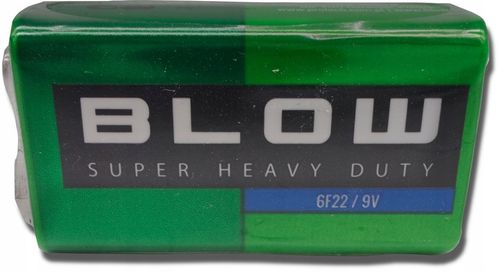 BLOW
SUPER HEAVY DUTY
6F22 / 9V